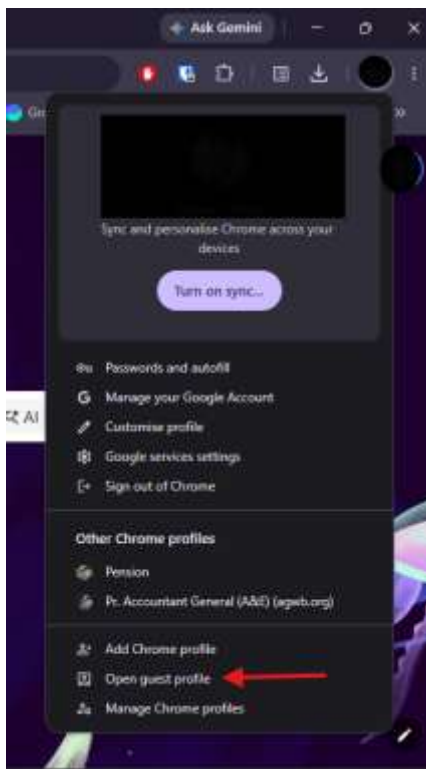 Ask Gemini
Sync and personalise Chrome across your
devices
Turn on sync...
Passwords and autofill
Manage your Google Account
AI
Customise profile
Google services settings
Sign out of Chrome
Other Chrome profiles
Pension
Pr. Accountant General (A&E) (agwb.org)
Add Chrome profile
Open guest profile
Manage Chrome profiles